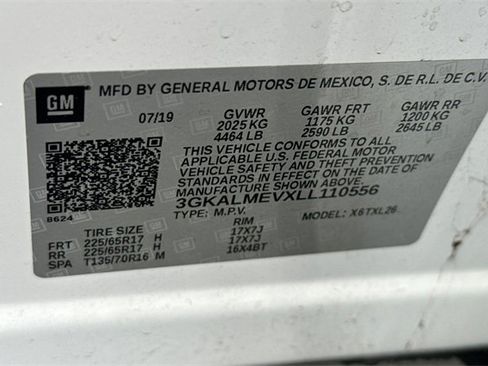 MFD BY GENERAL MOTORS DE MEXICO, S. DE R.L. DE C.V.
GM
07/19 GVWR GAWR FRT GAWR RR
2025 KG 1175 KG 1200 KG
4464 LB 2590 LB 2645 LB
THIS VEHICLE CONFORMS TO ALL
APPLICABLE U.S. FEDERAL MOTOR
VEHICLE SAFETY AND THEFT PREVENTION
STANDARDS IN EFFECT ON THE DATE OF
MANUFACTURE SHOWN ABOVE.
3GKALMEVXLL110556
8624 TYPE: M.P.V. MODEL: X6TXL26
TIRE SIZE RIM
FRT 225/65R17 H 17X7J
RR 225/65R17 H 17X7J
SPA T135/70R16 M 16X4BT